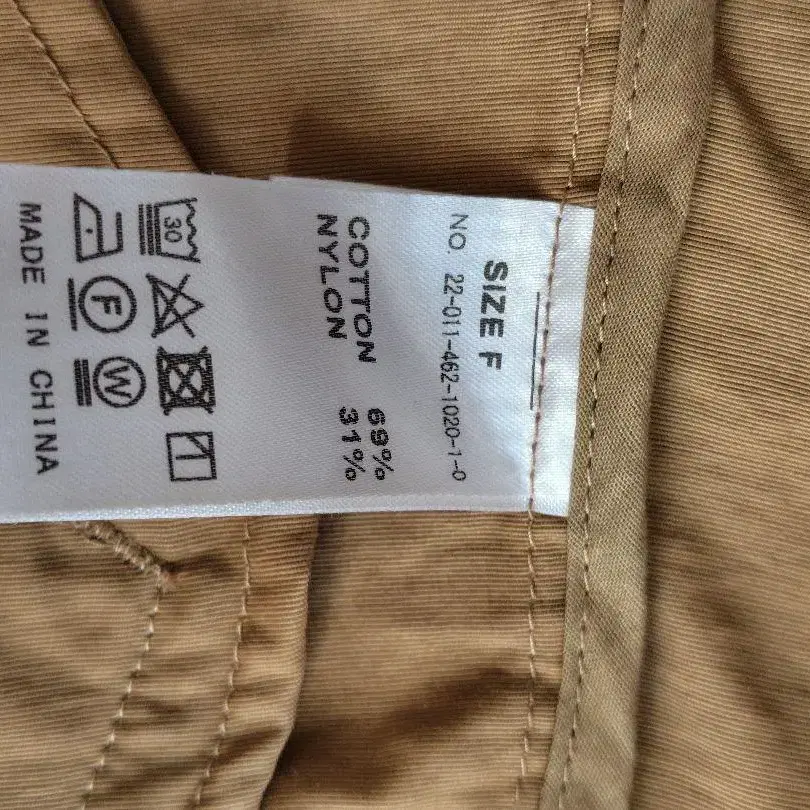 SIZE F
NO. 22-011-462-1020-1-0
COTTON 69%
NYLON 31%
30
F
W
MADE IN CHINA